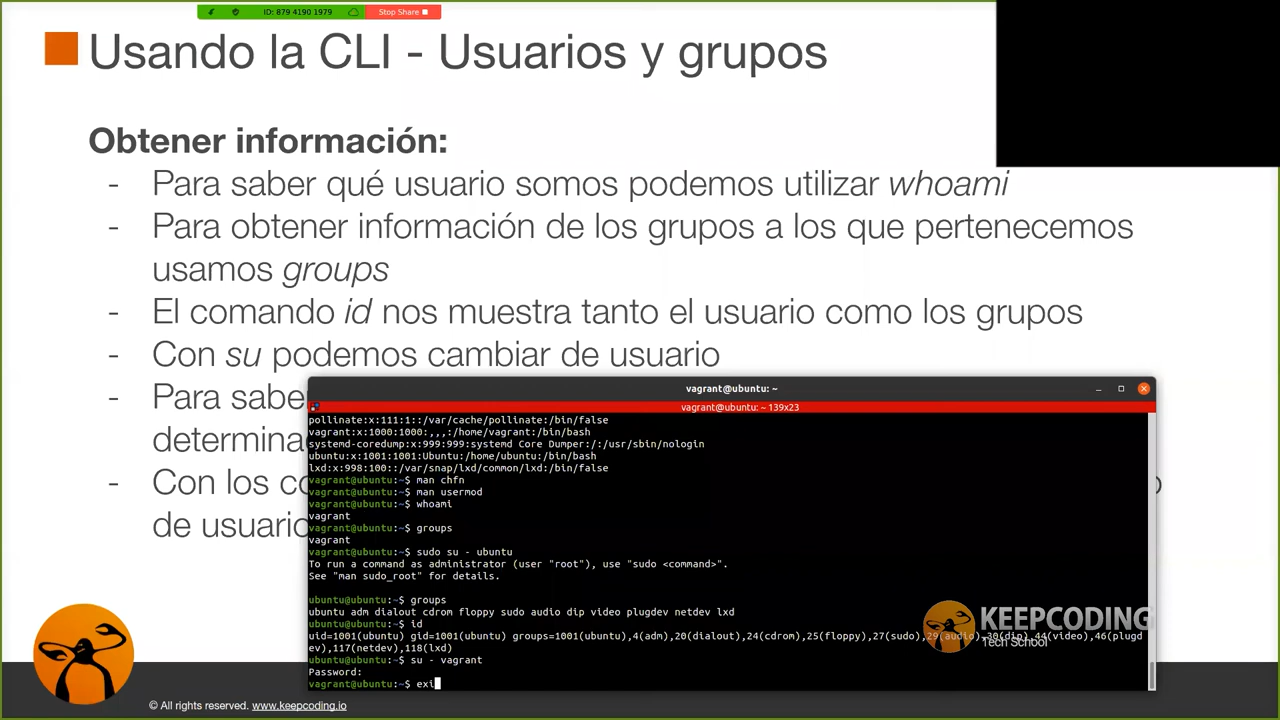 ID: 879 4190 1979
Stop Share
Usando la CLI - Usuarios y grupos
Obtener información:
- Para saber qué usuario somos podemos utilizar whoami
- Para obtener información de los grupos a los que pertenecemos
usamos groups
- El comando id nos muestra tanto el usuario como los grupos
- Con su podemos cambiar de usuario
- Para sabe
determina
- Con los co
o
de usuario
vagrant@ubuntu: ~
vagrant@ubuntu: ~ 139x23
pollinate:x:111:1::/var/cache/pollinate:/bin/false
vagrant:x:1000:1000:,,,:/home/vagrant:/bin/bash
systemd-coredump:x:999:999:systemd Core Dumper:/:/usr/sbin/nologin
ubuntu:x:1001:1001:Ubuntu:/home/ubuntu:/bin/bash
lxd:x:998:100::/var/snap/lxd/common/lxd:/bin/false
vagrant@ubuntu:~$ man chfn
vagrant@ubuntu:~$ man usermod
vagrant@ubuntu:~$ whoami
vagrant
vagrant@ubuntu:~$ groups
vagrant
vagrant@ubuntu:~$ sudo su - ubuntu
To run a command as administrator (user "root"), use "sudo <command>".
See "man sudo_root" for details.
ubuntu@ubuntu:~$ groups
ubuntu adm dialout cdrom floppy sudo audio dip video plugdev netdev lxd
ubuntu@ubuntu:~$ id
uid=1001(ubuntu) gid=1001(ubuntu) groups=1001(ubuntu),4(adm),20(dialout),24(cdrom),25(floppy),27(sudo),29(audio),30(dip),44(video),46(plugd
ev),117(netdev),118(lxd)
ubuntu@ubuntu:~$ su - vagrant
Password:
vagrant@ubuntu:~$ exi
KEEPCODING
Tech School
© All rights reserved. www.keepcoding.io